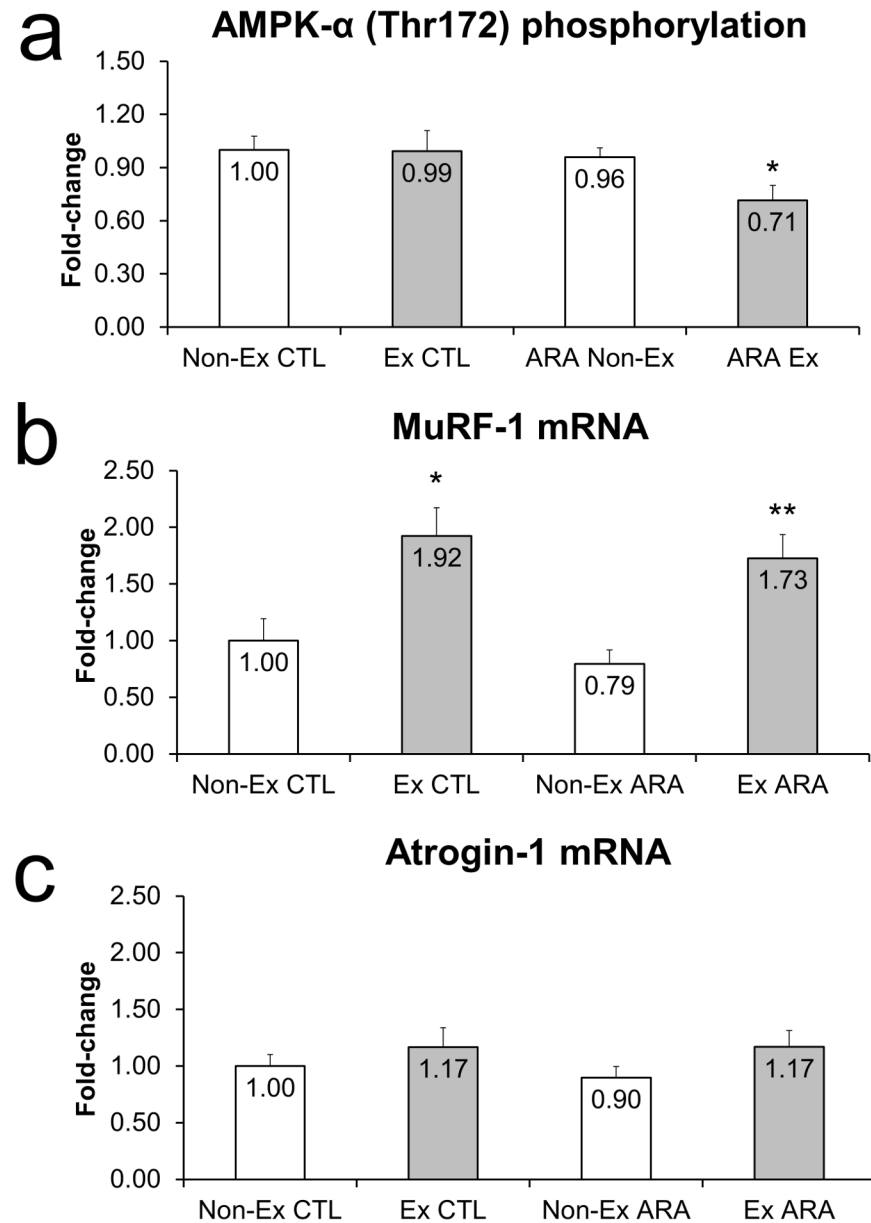 a
AMPK-α (Thr172) phosphorylation
Fold-change
1.50
1.20
0.90
0.60
0.30
0.00
1.00
0.99
0.96
*
0.71
Non-Ex CTL
Ex CTL
ARA Non-Ex
ARA Ex
b
MuRF-1 mRNA
Fold-change
2.50
2.00
1.50
1.00
0.50
0.00
1.00
*
1.92
0.79
**
1.73
Non-Ex CTL
Ex CTL
Non-Ex ARA
Ex ARA
c
Atrogin-1 mRNA
Fold-change
2.50
2.00
1.50
1.00
0.50
0.00
1.00
1.17
0.90
1.17
Non-Ex CTL
Ex CTL
Non-Ex ARA
Ex ARA